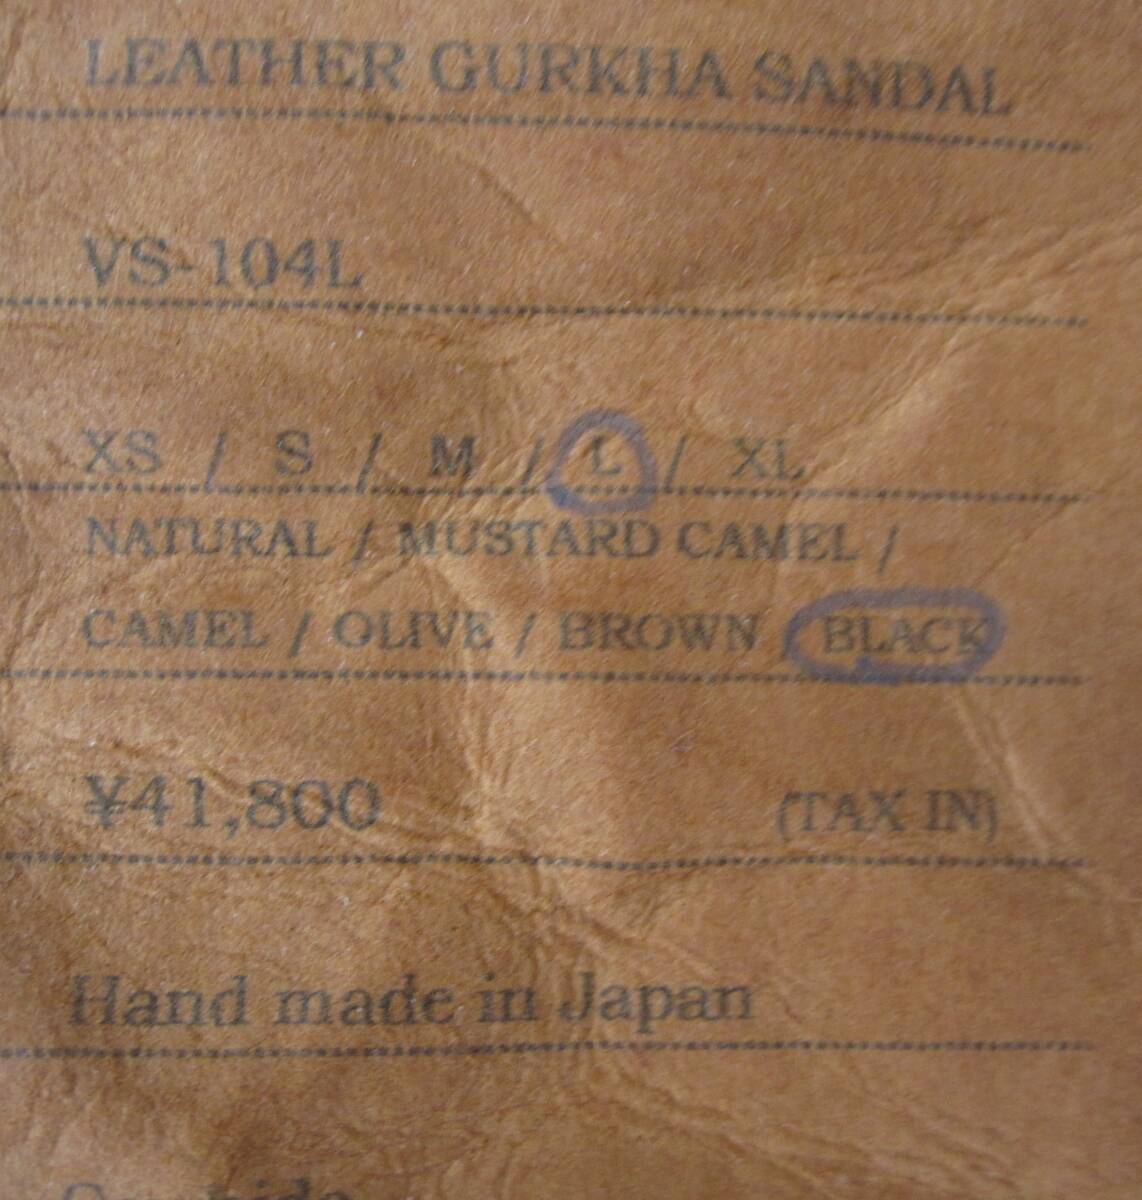 LEATHER GURKHA SANDAL
VS-104L
XS / S / M / L / XL
NATURAL / MUSTARD CAMEL /
CAMEL / OLIVE / BROWN / BLACK
¥41,800 (TAX IN)
Hand made in Japan